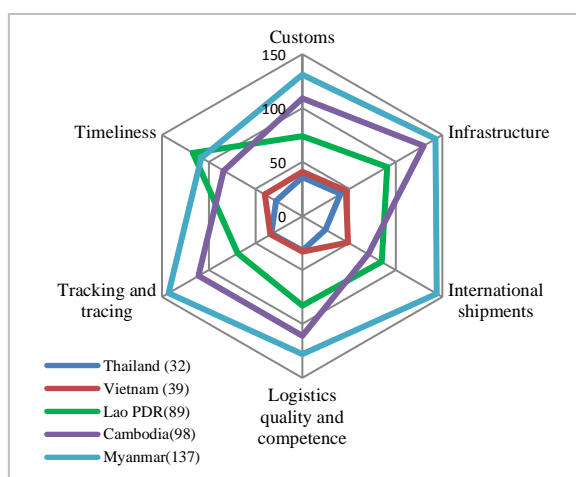 Customs
150
100
50
0
Timeliness
Infrastructure
Tracking and
tracing
International
shipments
Logistics
quality and
competence
Thailand (32)
Vietnam (39)
Lao PDR(89)
Cambodia(98)
Myanmar(137)